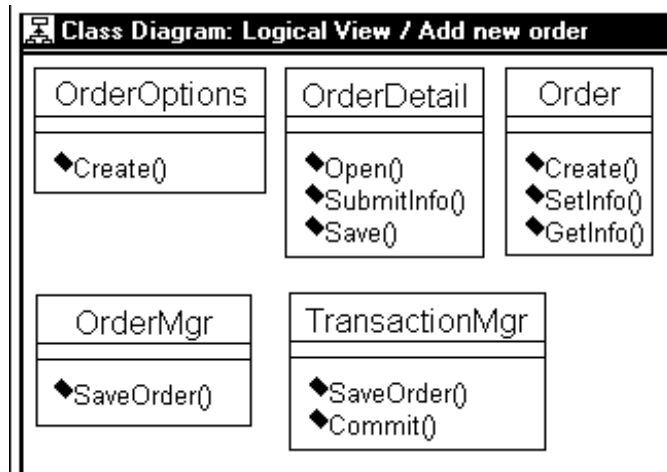 Class Diagram: Logical View / Add new order
OrderOptions
Create()
OrderDetail
Open()
SubmitInfo()
Save()
Order
Create()
SetInfo()
GetInfo()
OrderMgr
SaveOrder()
TransactionMgr
SaveOrder()
Commit()